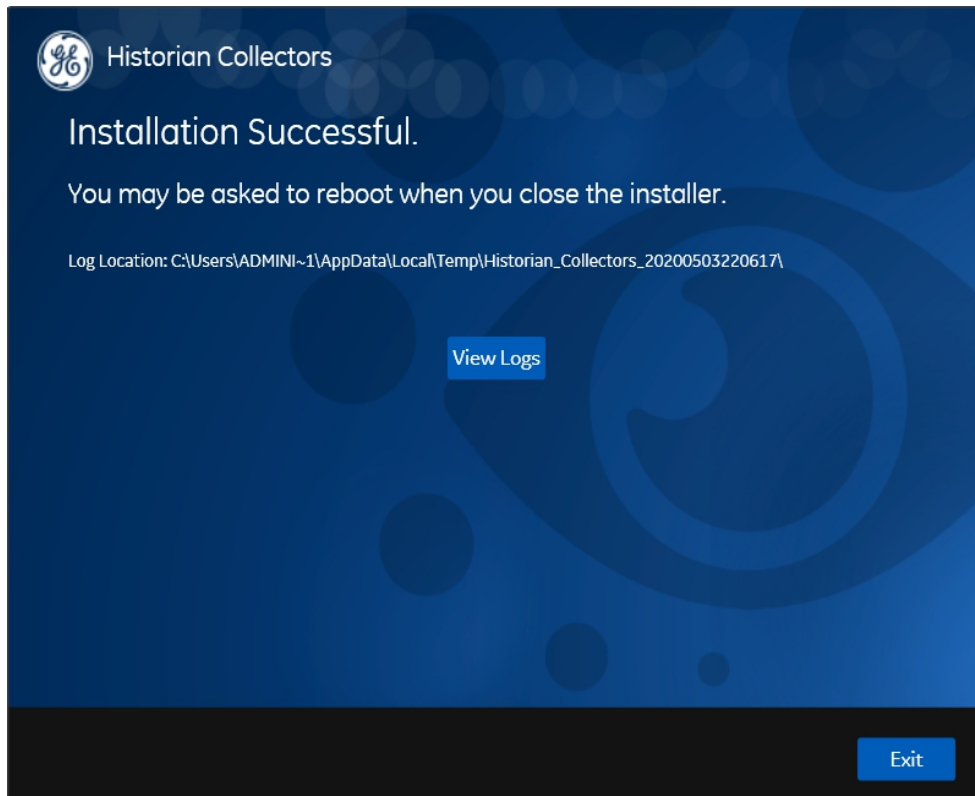 Historian Collectors
Installation Successful.
You may be asked to reboot when you close the installer.
Log Location: C:\Users\ADMINI~1\AppData\Local\Temp\Historian_Collectors_20200503220617\
View Logs
Exit